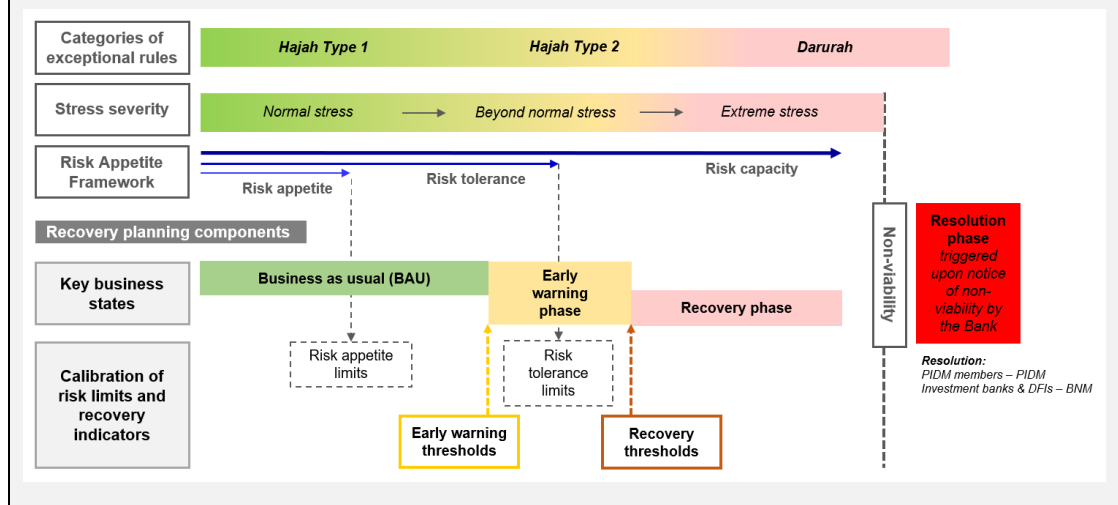 Categories of
exceptional rules
Hajah Type 1
Hajah Type 2
Darurah
Stress severity
Normal stress
Beyond normal stress
Extreme stress
Risk Appetite
Framework
Risk appetite
Risk tolerance
Risk capacity
Recovery planning components
Key business
states
Business as usual (BAU)
Early
warning
phase
Recovery phase
Non-viability
Resolution
phase
triggered
upon notice
of non-
viability by
the Bank
Calibration of
risk limits and
recovery
indicators
Risk appetite
limits
Risk
tolerance
limits
Early warning
thresholds
Recovery
thresholds
Resolution:
PIDM members – PIDM
Investment banks & DFIs – BNM